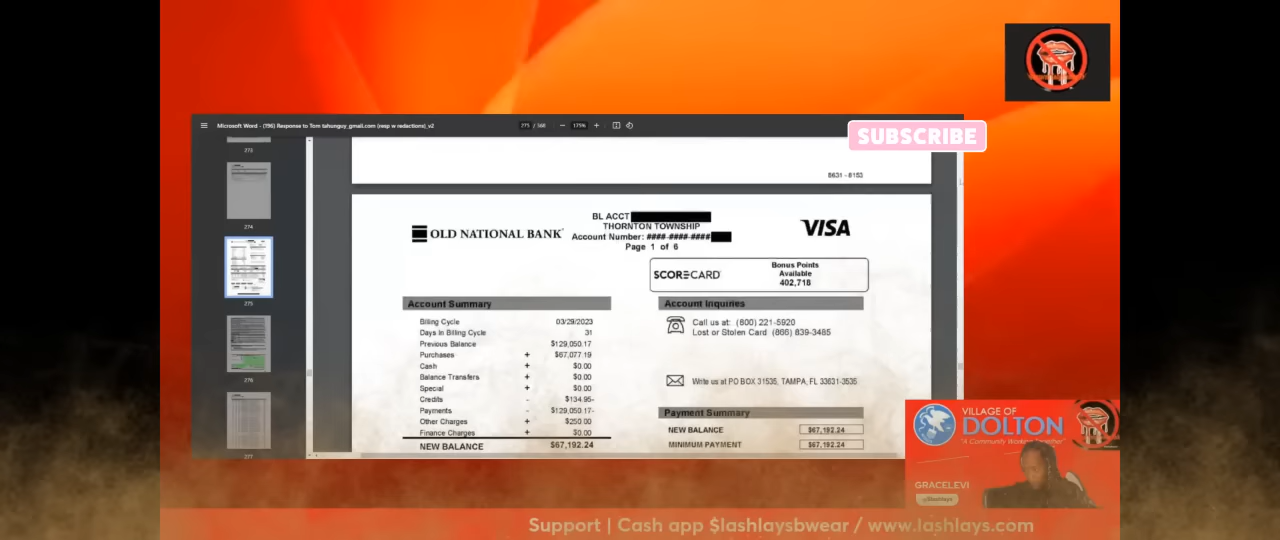 Microsoft Word - (196) Response to Tom tahunguy_gmail.com (resp w redactions)_v2
275 / 560
175%
SUBSCRIBE
273
274
275
276
277
8631 - 8153
BL ACCT
THORNTON TOWNSHIP
Account Number: ####-####-####
Page 1 of 6
OLD NATIONAL BANK
VISA
SCORECARD
Bonus Points
Available
402,718
Account Summary
Billing Cycle 03/29/2023
Days in Billing Cycle 31
Previous Balance $129,050.17
Purchases + $67,077.19
Cash + $0.00
Balance Transfers + $0.00
Special + $0.00
Credits - $134.95-
Payments - $129,050.17-
Other Charges + $250.00
Finance Charges + $0.00
NEW BALANCE $67,192.24
Account Inquiries
Call us at: (800) 221-5920
Lost or Stolen Card (866) 839-3485
Write us at PO BOX 31535, TAMPA, FL 33631-3535
Payment Summary
NEW BALANCE $67,192.24
MINIMUM PAYMENT $67,192.24
VILLAGE OF
DOLTON
"A Community Working Together"
GRACELEVI
Support | Cash app $lashlaysbwear / www.lashlays.com